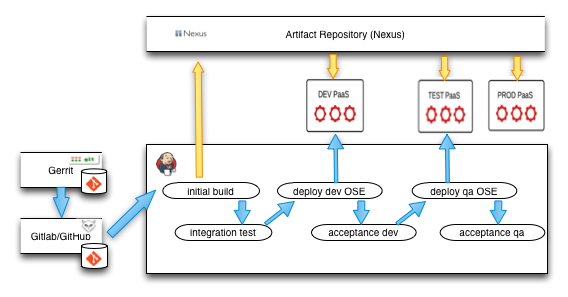 Nexus
Artifact Repository (Nexus)
DEV PaaS
TEST PaaS
PROD PaaS
git
Gerrit
Gitlab/GitHub
initial build
deploy dev OSE
deploy qa OSE
integration test
acceptance dev
acceptance qa